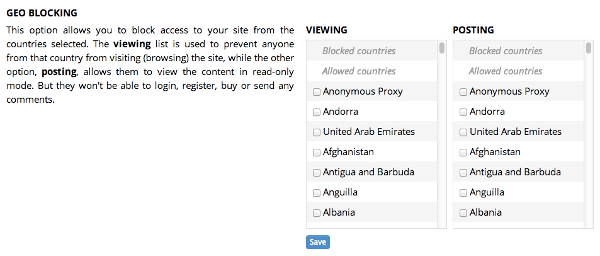 GEO BLOCKING
This option allows you to block access to your site from the
countries selected. The viewing list is used to prevent anyone
from that country from visiting (browsing) the site, while the other
option, posting, allows them to view the content in read-only
mode. But they won't be able to login, register, buy or send any
comments.
VIEWING
Blocked countries
Allowed countries
Anonymous Proxy
Andorra
United Arab Emirates
Afghanistan
Antigua and Barbuda
Anguilla
Albania
Save
POSTING
Blocked countries
Allowed countries
Anonymous Proxy
Andorra
United Arab Emirates
Afghanistan
Antigua and Barbuda
Anguilla
Albania